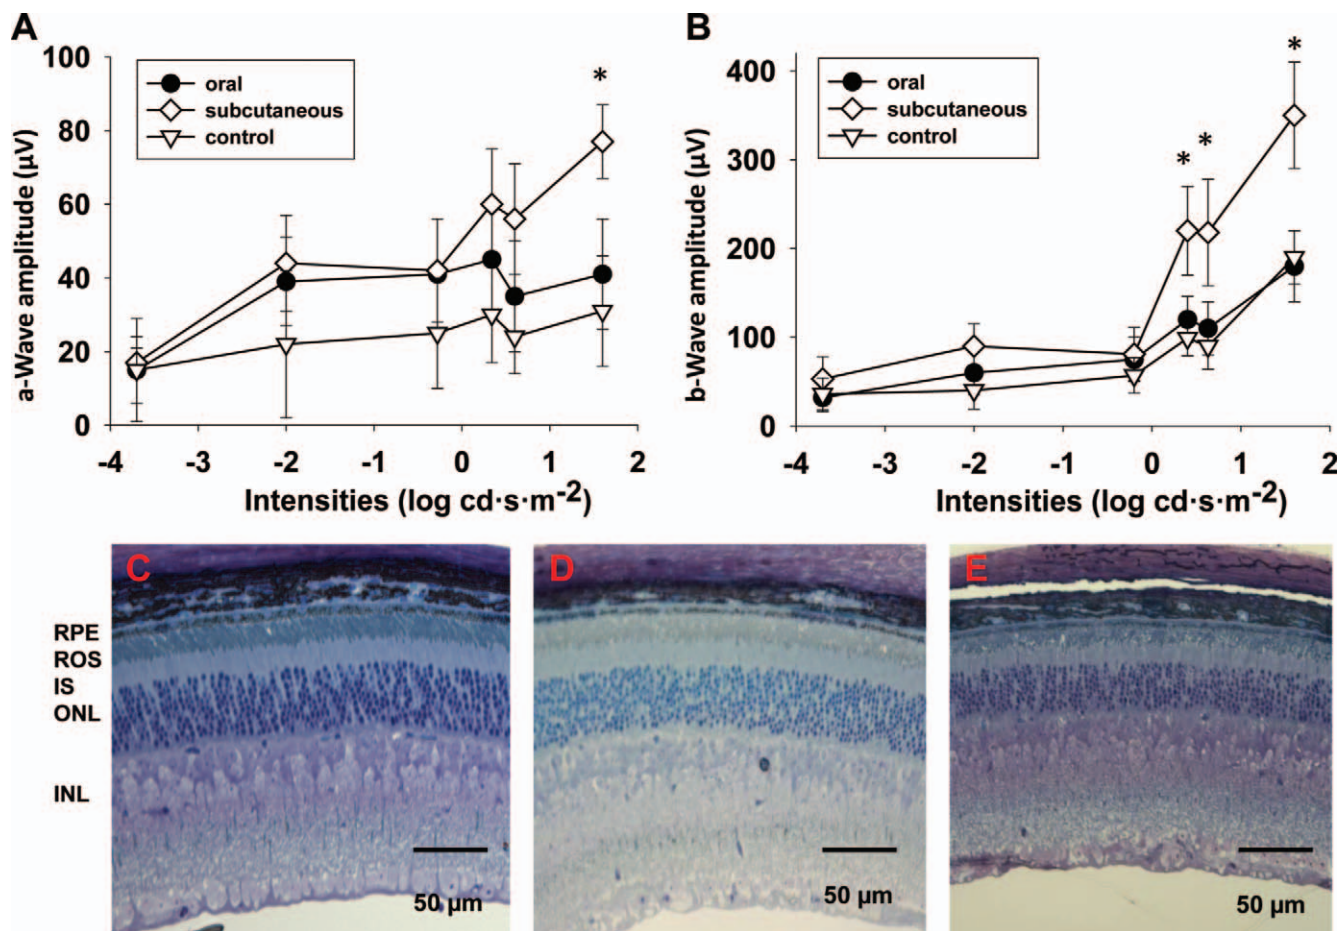 A
a-Wave amplitude (µV)
100
80
60
40
20
0
oral
subcutaneous
control
*
-4 -3 -2 -1 0 1 2
Intensities (log cd·s·m-2)
B
b-Wave amplitude (µV)
400
300
200
100
0
oral
subcutaneous
control
* * *
-4 -3 -2 -1 0 1 2
Intensities (log cd·s·m-2)
RPE
ROS
IS
ONL
INL
C
50 µm
D
50 µm
E
50 µm